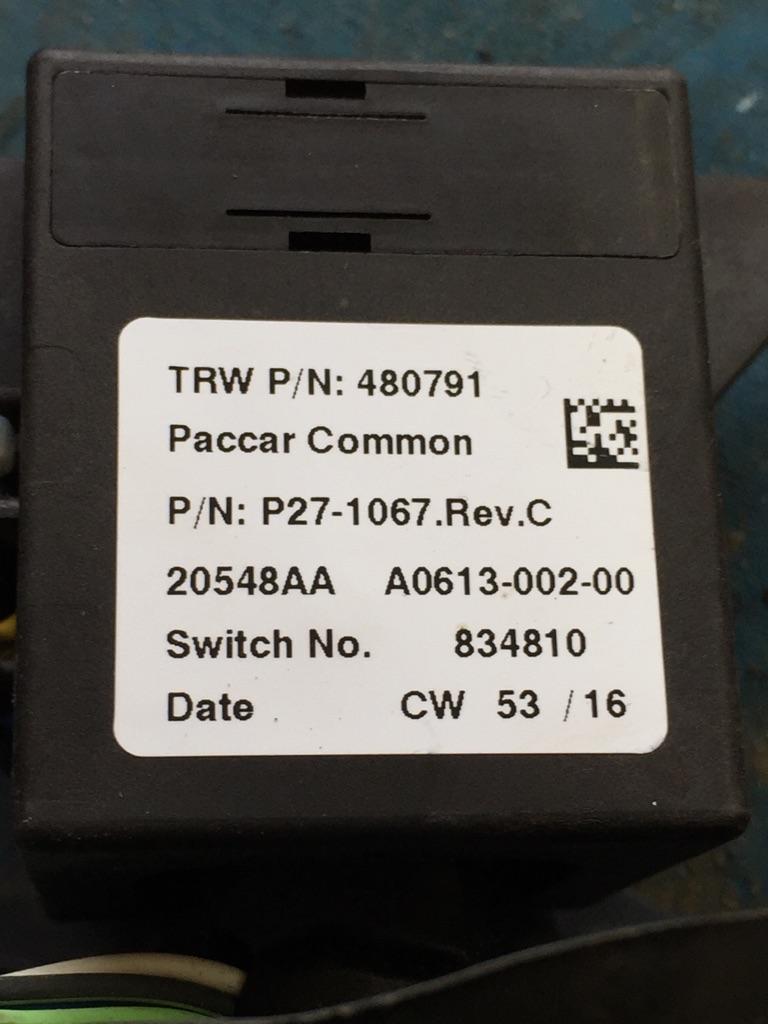 TRW P/N: 480791
Paccar Common
P/N: P27-1067.Rev.C
20548AA A0613-002-00
Switch No. 834810
Date CW 53 / 16